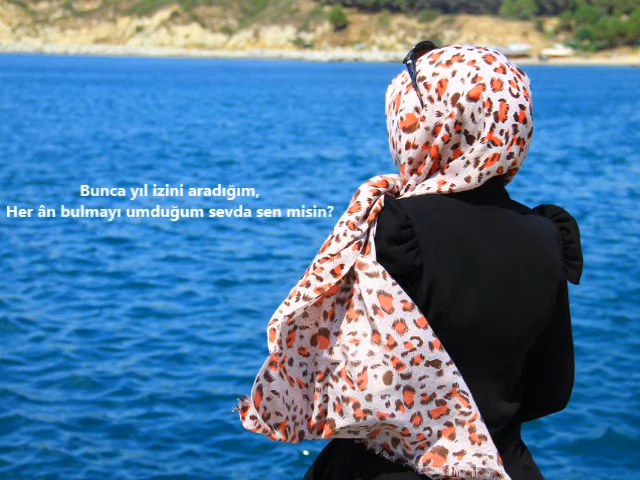 Bunca yıl izini aradığım,
Her ân bulmayı umduğum sevda sen misin?